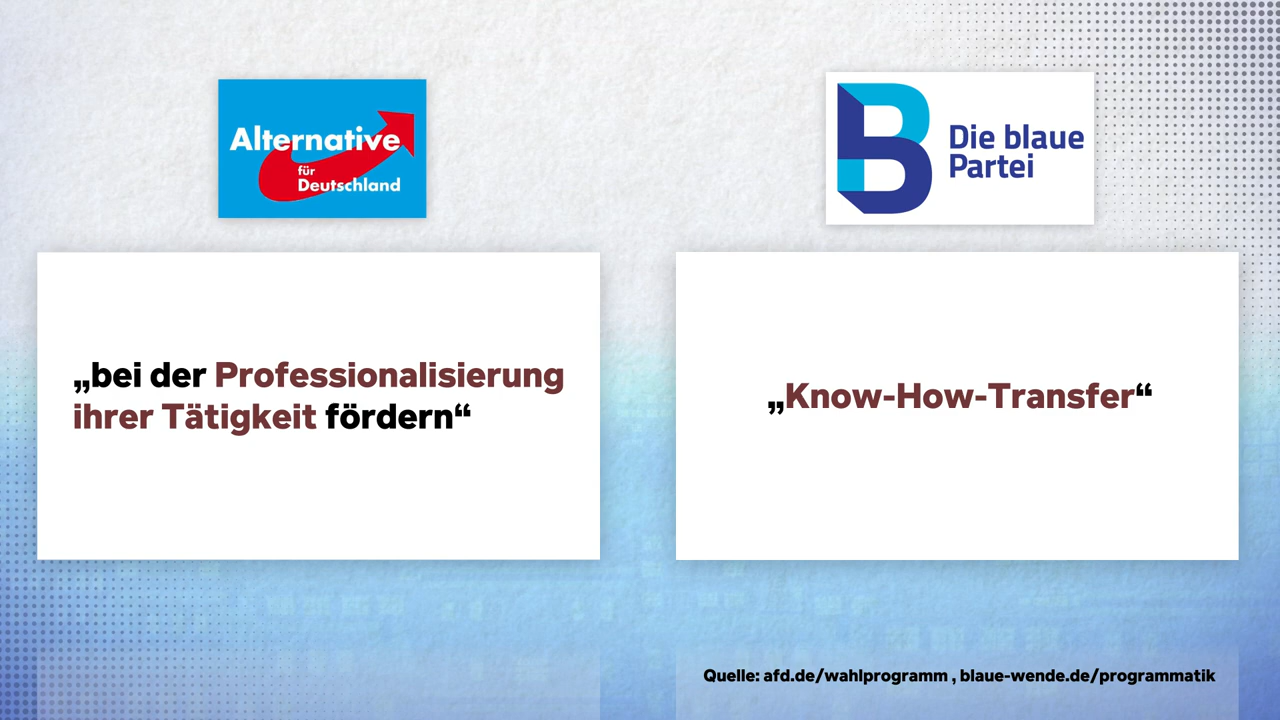 Alternative
für
Deutschland
B
Die blaue
Partei
„bei der Professionalisierung
ihrer Tätigkeit fördern“
„Know-How-Transfer“
Quelle: afd.de/wahlprogramm , blaue-wende.de/programmatik